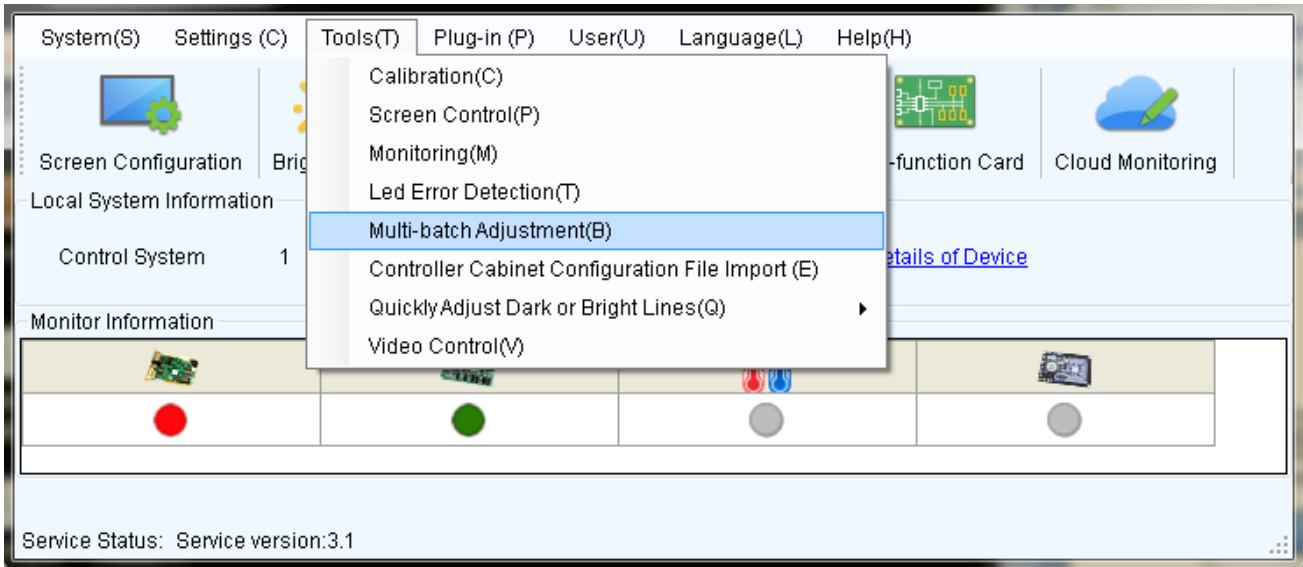 System(S) Settings (C) Tools(T) Plug-in (P) User(U) Language(L) Help(H)
Calibration(C)
Screen Control(P)
Monitoring(M)
Led Error Detection(T)
Multi-batch Adjustment(B)
Controller Cabinet Configuration File Import (E)
Quickly Adjust Dark or Bright Lines(Q)
Video Control(V)
Screen Configuration Brig -function Card Cloud Monitoring
Local System Information
Control System 1 etails of Device
Monitor Information
Service Status: Service version:3.1